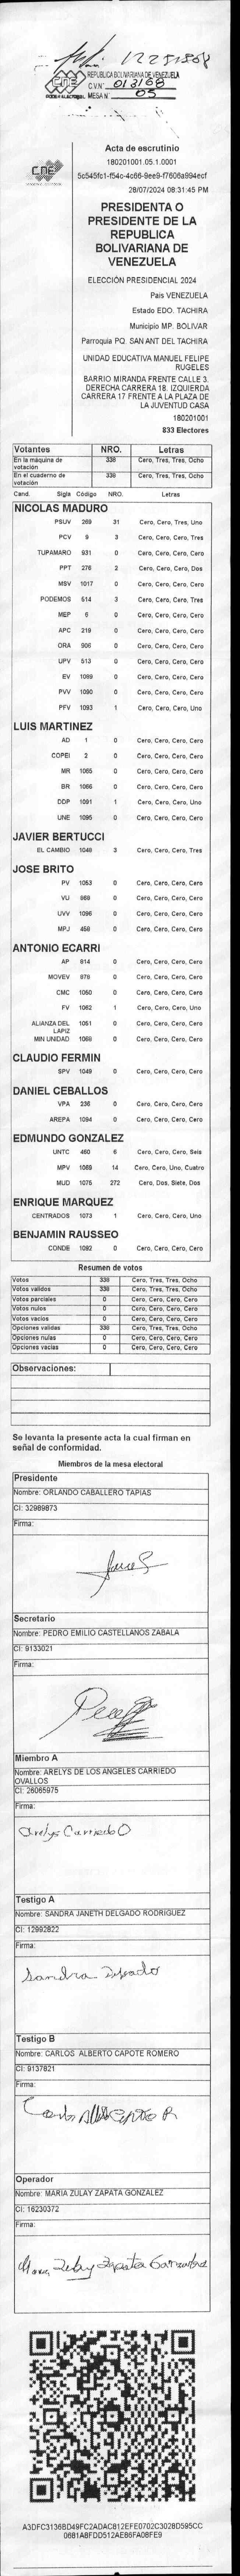 12251868
REPUBLICA BOLIVARIANA DE VENEZUELA
CNE
PODER ELECTORAL
C.V.N° 013168
MESA N° 05
CNE
Acta de escrutinio
180201001.05.1.0001
5c545fc1-f54c-4c66-9ee9-f7606a994ecf
28/07/2024 08:31:45 PM
PRESIDENTA O
PRESIDENTE DE LA
REPUBLICA
BOLIVARIANA DE
VENEZUELA
ELECCIÓN PRESIDENCIAL 2024
Pais VENEZUELA
Estado EDO. TACHIRA
Municipio MP. BOLIVAR
Parroquia PQ. SAN ANT DEL TACHIRA
UNIDAD EDUCATIVA MANUEL FELIPE
RUGELES
BARRIO MIRANDA FRENTE CALLE 3.
DERECHA CARRERA 18. IZQUIERDA
CARRERA 17 FRENTE A LA PLAZA DE
LA JUVENTUD CASA
180201001
833 Electores
Votantes NRO. Letras
En la máquina de votación 338 Cero, Tres, Tres, Ocho
En el cuaderno de votación 338 Cero, Tres, Tres, Ocho
Cand. Sigla Código NRO. Letras
NICOLAS MADURO
PSUV 269 31 Cero, Cero, Tres, Uno
PCV 9 3 Cero, Cero, Cero, Tres
TUPAMARO 931 0 Cero, Cero, Cero, Cero
PPT 276 2 Cero, Cero, Cero, Dos
MSV 1017 0 Cero, Cero, Cero, Cero
PODEMOS 514 3 Cero, Cero, Cero, Tres
MEP 6 0 Cero, Cero, Cero, Cero
APC 219 0 Cero, Cero, Cero, Cero
ORA 906 0 Cero, Cero, Cero, Cero
UPV 513 0 Cero, Cero, Cero, Cero
EV 1089 0 Cero, Cero, Cero, Cero
PVV 1090 0 Cero, Cero, Cero, Cero
PFV 1093 1 Cero, Cero, Cero, Uno
LUIS MARTINEZ
AD 1 0 Cero, Cero, Cero, Cero
COPEI 2 0 Cero, Cero, Cero, Cero
MR 1065 0 Cero, Cero, Cero, Cero
BR 1086 0 Cero, Cero, Cero, Cero
DDP 1091 1 Cero, Cero, Cero, Uno
UNE 1095 0 Cero, Cero, Cero, Cero
JAVIER BERTUCCI
EL CAMBIO 1048 3 Cero, Cero, Cero, Tres
JOSE BRITO
PV 1053 0 Cero, Cero, Cero, Cero
VU 869 0 Cero, Cero, Cero, Cero
UVV 1096 0 Cero, Cero, Cero, Cero
MPJ 458 0 Cero, Cero, Cero, Cero
ANTONIO ECARRI
AP 814 0 Cero, Cero, Cero, Cero
MOVEV 878 0 Cero, Cero, Cero, Cero
CMC 1050 0 Cero, Cero, Cero, Cero
FV 1062 1 Cero, Cero, Cero, Uno
ALIANZA DEL LAPIZ 1051 0 Cero, Cero, Cero, Cero
MIN UNIDAD 1068 0 Cero, Cero, Cero, Cero
CLAUDIO FERMIN
SPV 1049 0 Cero, Cero, Cero, Cero
DANIEL CEBALLOS
VPA 236 0 Cero, Cero, Cero, Cero
AREPA 1094 0 Cero, Cero, Cero, Cero
EDMUNDO GONZALEZ
UNTC 460 6 Cero, Cero, Cero, Seis
MPV 1069 14 Cero, Cero, Uno, Cuatro
MUD 1075 272 Cero, Dos, Siete, Dos
ENRIQUE MARQUEZ
CENTRADOS 1073 1 Cero, Cero, Cero, Uno
BENJAMIN RAUSSEO
CONDE 1092 0 Cero, Cero, Cero, Cero
Resumen de votos
Votos 338 Cero, Tres, Tres, Ocho
Votos validos 338 Cero, Tres, Tres, Ocho
Votos parciales 0 Cero, Cero, Cero, Cero
Votos nulos 0 Cero, Cero, Cero, Cero
Votos vacios 0 Cero, Cero, Cero, Cero
Opciones validas 338 Cero, Tres, Tres, Ocho
Opciones nulas 0 Cero, Cero, Cero, Cero
Opciones vacias 0 Cero, Cero, Cero, Cero
Observaciones:
Se levanta la presente acta la cual firman en
señal de conformidad.
Miembros de la mesa electoral
Presidente
Nombre: ORLANDO CABALLERO TAPIAS
CI: 32989873
Firma:
Secretario
Nombre: PEDRO EMILIO CASTELLANOS ZABALA
CI: 9133021
Firma:
Miembro A
Nombre: ARELYS DE LOS ANGELES CARRIEDO
OVALLOS
CI: 26065975
Firma:
Arelys Carriedo O
Testigo A
Nombre: SANDRA JANETH DELGADO RODRIGUEZ
CI: 12992822
Firma:
Sandra Delgado
Testigo B
Nombre: CARLOS ALBERTO CAPOTE ROMERO
CI: 9137821
Firma:
Carlos Alberto Capote R
Operador
Nombre: MARIA ZULAY ZAPATA GONZALEZ
CI: 16230372
Firma:
Maria Zulay Zapata
A3DFC3136BD49FC2ADAC812EFE0702C3028D595CC
0681A8FDD512AE86FA08FE9